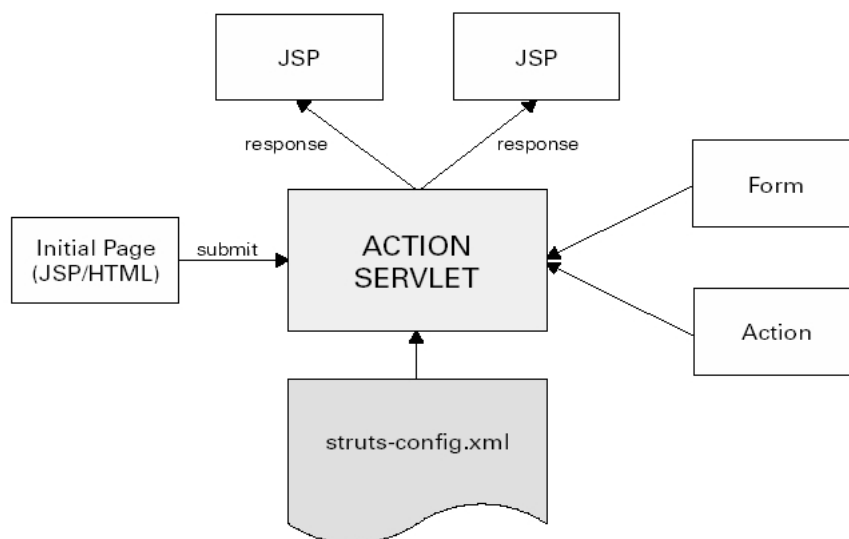 JSP
JSP
response
response
Form
Initial Page
(JSP/HTML)
submit
ACTION
SERVLET
Action
struts-config.xml